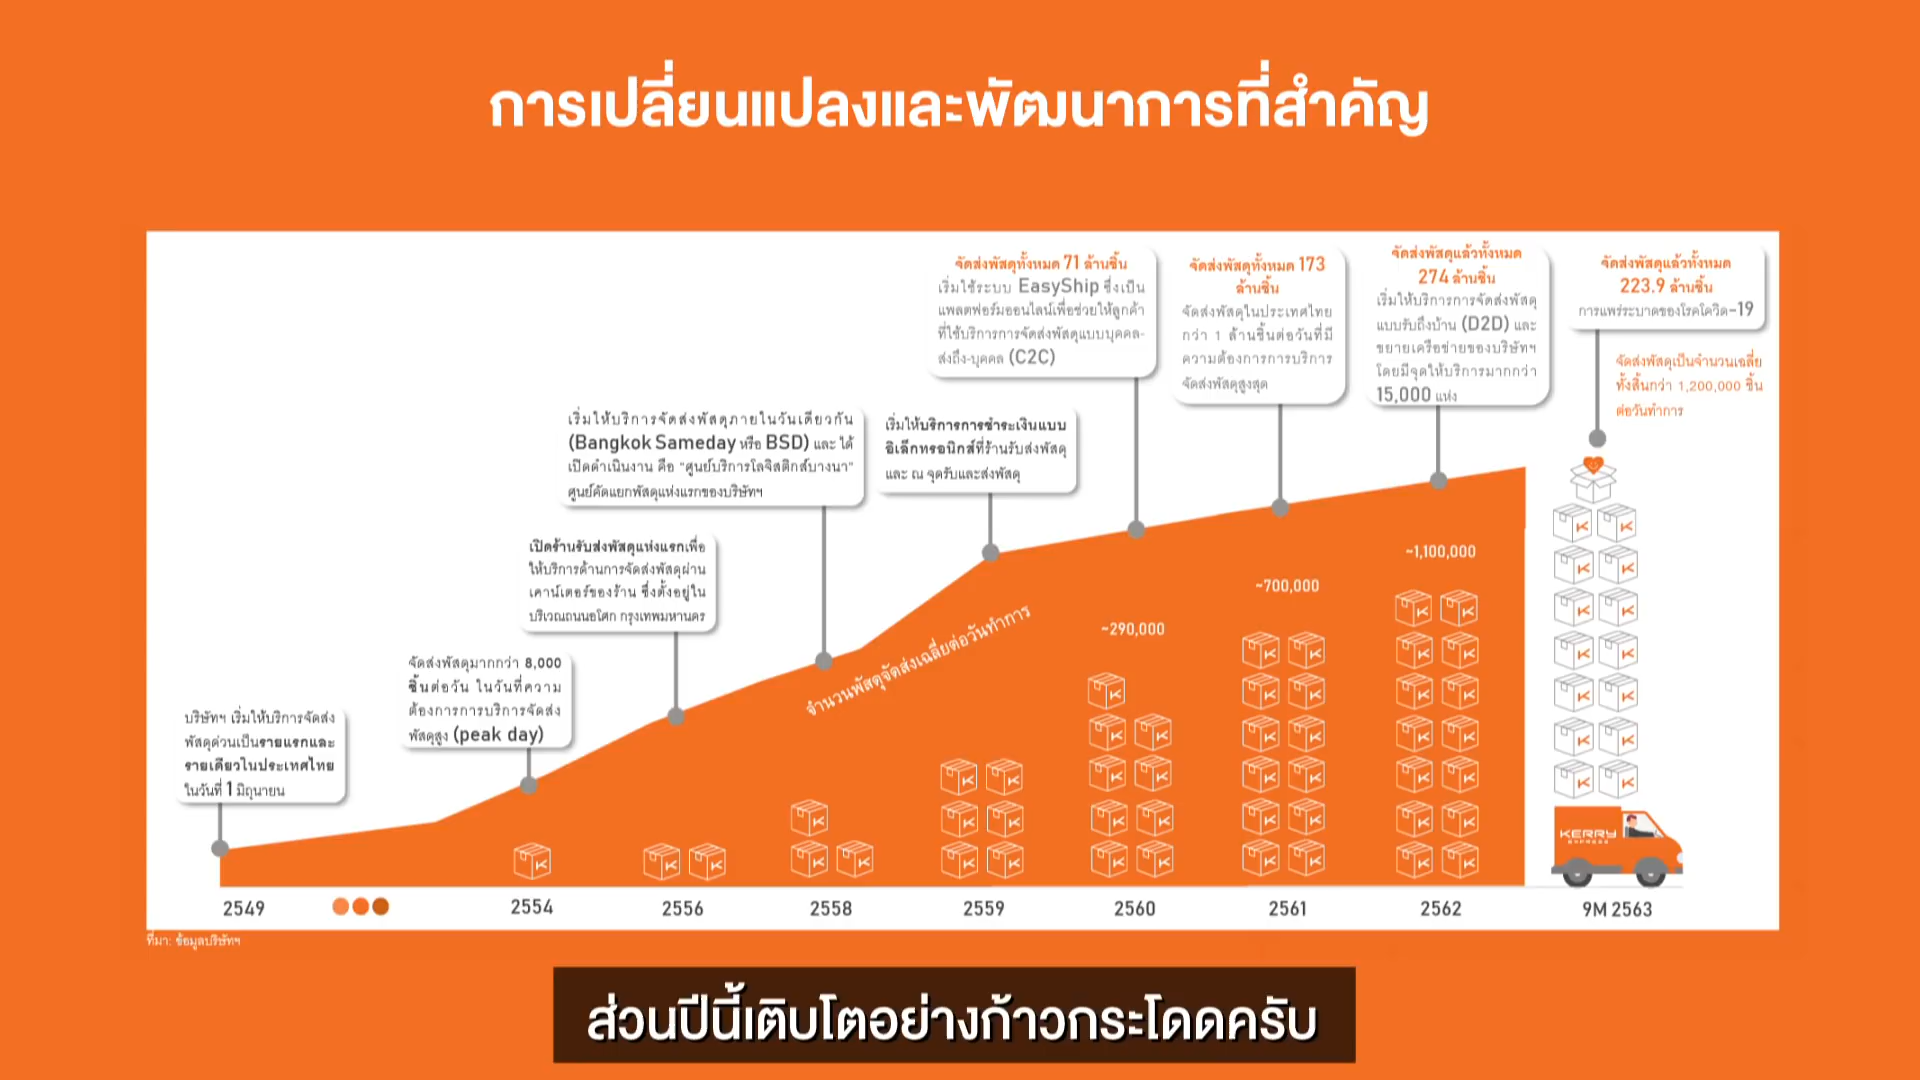 การเปลี่ยนแปลงและพัฒนาการที่สำคัญ
บริษัทฯ เริ่มให้บริการจัดส่ง
พัสดุด่วนเป็นรายแรกและ
รายเดียวในประเทศไทย
ในวันที่ 1 มิถุนายน
จัดส่งพัสดุมากกว่า 8,000
ชิ้นต่อวัน ในวันที่ความ
ต้องการการบริการจัดส่ง
พัสดุสูง (peak day)
เปิดร้านรับส่งพัสดุแห่งแรกเพื่อ
ให้บริการด้านการจัดส่งพัสดุผ่าน
เคาน์เตอร์ของร้าน ซึ่งตั้งอยู่ใน
บริเวณถนนอโศก กรุงเทพมหานคร
เริ่มให้บริการจัดส่งพัสดุภายในวันเดียวกัน
(Bangkok Sameday หรือ BSD) และ ได้
เปิดดำเนินงาน คือ "ศูนย์บริการโลจิสติกส์บางนา"
ศูนย์คัดแยกพัสดุแห่งแรกของบริษัทฯ
เริ่มให้บริการการชำระเงินแบบ
อิเล็กทรอนิกส์ที่ร้านรับส่งพัสดุ
และ ณ จุดรับและส่งพัสดุ
จัดส่งพัสดุทั้งหมด 71 ล้านชิ้น
เริ่มใช้ระบบ EasyShip ซึ่งเป็น
แพลตฟอร์มออนไลน์เพื่อช่วยให้ลูกค้า
ที่ใช้บริการการจัดส่งพัสดุแบบบุคคล-
ส่งถึง-บุคคล (C2C)
จัดส่งพัสดุทั้งหมด 173
ล้านชิ้น
จัดส่งพัสดุในประเทศไทย
กว่า 1 ล้านชิ้นต่อวันที่มี
ความต้องการการบริการ
จัดส่งพัสดุสูงสุด
จัดส่งพัสดุแล้วทั้งหมด
274 ล้านชิ้น
เริ่มให้บริการการจัดส่งพัสดุ
แบบรับถึงบ้าน (D2D) และ
ขยายเครือข่ายของบริษัทฯ
โดยมีจุดให้บริการมากกว่า
15,000 แห่ง
จัดส่งพัสดุแล้วทั้งหมด
223.9 ล้านชิ้น
การแพร่ระบาดของโรคโควิด-19
จัดส่งพัสดุเป็นจำนวนเฉลี่ย
ทั้งสิ้นกว่า 1,200,000 ชิ้น
ต่อวันทำการ
จำนวนพัสดุจัดส่งเฉลี่ยต่อวันทำการ
~290,000
~700,000
~1,100,000
KERRY
EXPRESS
2549 2554 2556 2558 2559 2560 2561 2562 9M 2563
ที่มา: ข้อมูลบริษัทฯ
ส่วนปีนี้เติบโตอย่างก้าวกระโดดครับ